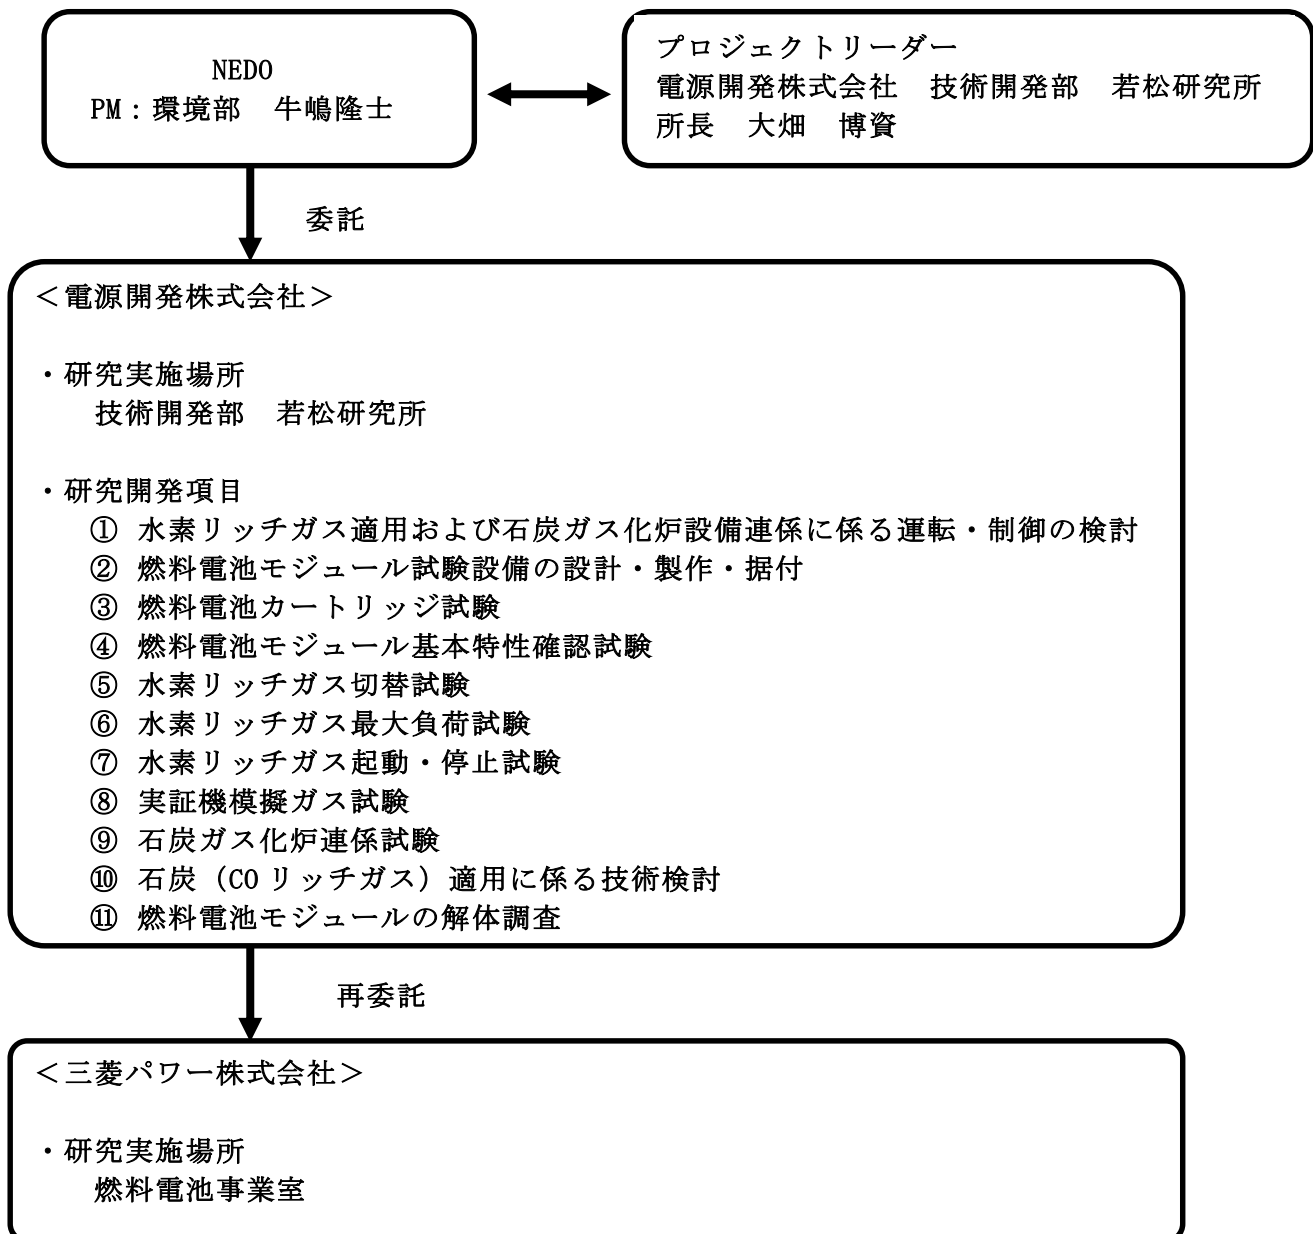 NEDO
PM：環境部　牛嶋隆士
プロジェクトリーダー
電源開発株式会社　技術開発部　若松研究所
所長　大畑　博資
委託
＜電源開発株式会社＞
・研究実施場所
技術開発部　若松研究所
・研究開発項目
① 水素リッチガス適用および石炭ガス化炉設備連係に係る運転・制御の検討
② 燃料電池モジュール試験設備の設計・製作・据付
③ 燃料電池カートリッジ試験
④ 燃料電池モジュール基本特性確認試験
⑤ 水素リッチガス切替試験
⑥ 水素リッチガス最大負荷試験
⑦ 水素リッチガス起動・停止試験
⑧ 実証機模擬ガス試験
⑨ 石炭ガス化炉連係試験
⑩ 石炭（CO リッチガス）適用に係る技術検討
⑪ 燃料電池モジュールの解体調査
再委託
＜三菱パワー株式会社＞
・研究実施場所
燃料電池事業室